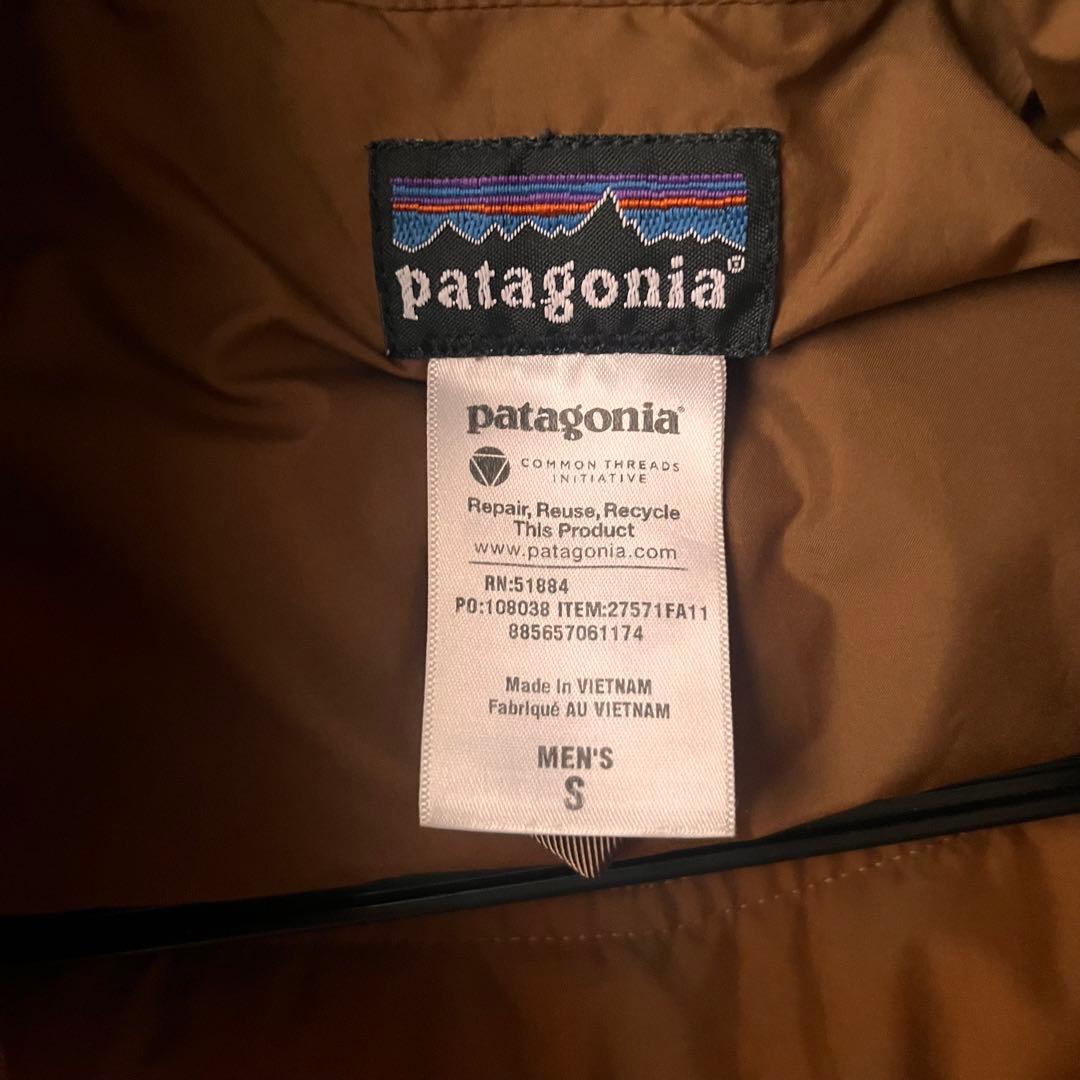 patagonia®
patagonia®
COMMON THREADS
INITIATIVE
Repair, Reuse, Recycle
This Product
www.patagonia.com
RN:51884
PO:108038 ITEM:27571FA11
885657061174
Made In VIETNAM
Fabriqué AU VIETNAM
MEN'S
S